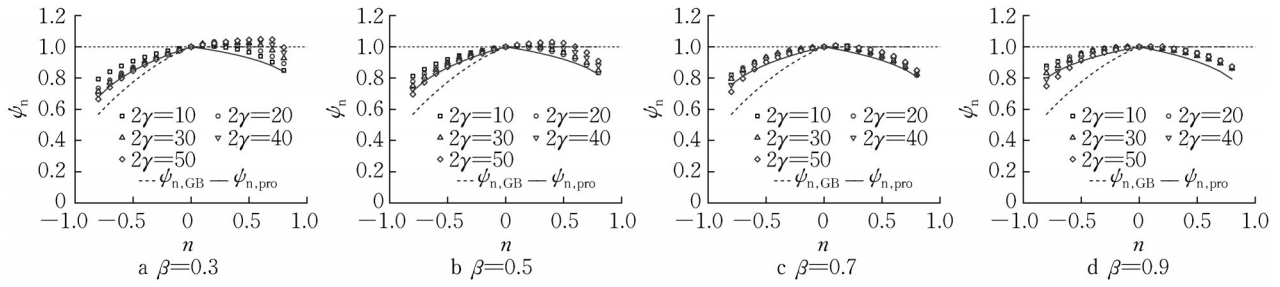 1.2 1.2 1.2 1.2
1.0 1.0 1.0 1.0
0.8 0.8 0.8 0.8
ψn ψn ψn ψn
0.6 0.6 0.6 0.6
2γ=10 2γ=20 2γ=10 2γ=20 2γ=10 2γ=20 2γ=10 2γ=20
0.4 2γ=30 2γ=40 0.4 2γ=30 2γ=40 0.4 2γ=30 2γ=40 0.4 2γ=30 2γ=40
2γ=50 2γ=50 2γ=50 2γ=50
0.2 0.2 0.2 0.2
ψn,GB ψn,pro ψn,GB ψn,pro ψn,GB ψn,pro ψn,GB ψn,pro
0 0 0 0
−1.0 −0.5 0 0.5 1.0 −1.0 −0.5 0 0.5 1.0 −1.0 −0.5 0 0.5 1.0 −1.0 −0.5 0 0.5 1.0
n n n n
a β=0.3 b β=0.5 c β=0.7 d β=0.9